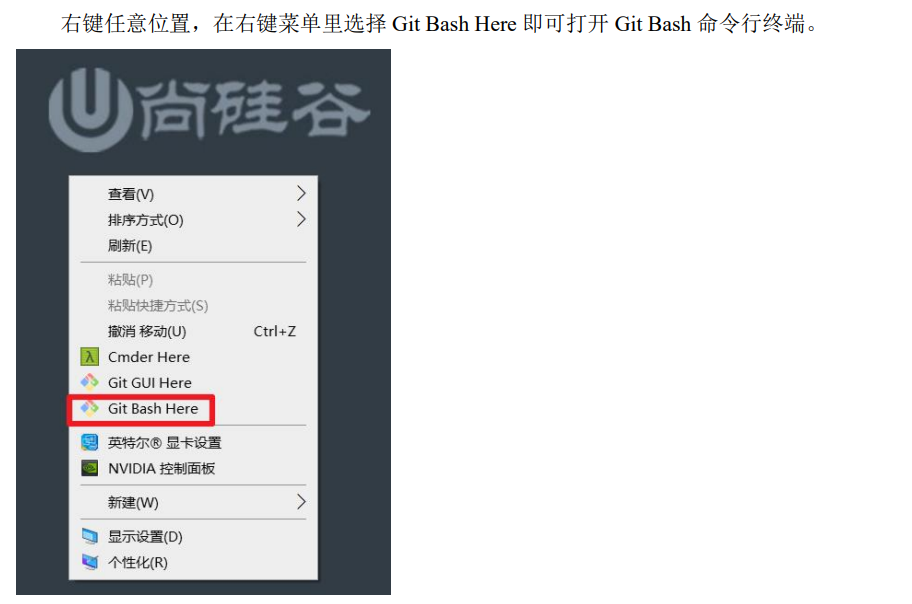 右键任意位置，在右键菜单里选择 Git Bash Here 即可打开 Git Bash 命令行终端。
尚硅谷
查看(V)
排序方式(O)
刷新(E)
粘贴(P)
粘贴快捷方式(S)
撤消 移动(U) Ctrl+Z
λ Cmder Here
Git GUI Here
Git Bash Here
英特尔® 显卡设置
NVIDIA 控制面板
新建(W)
显示设置(D)
个性化(R)